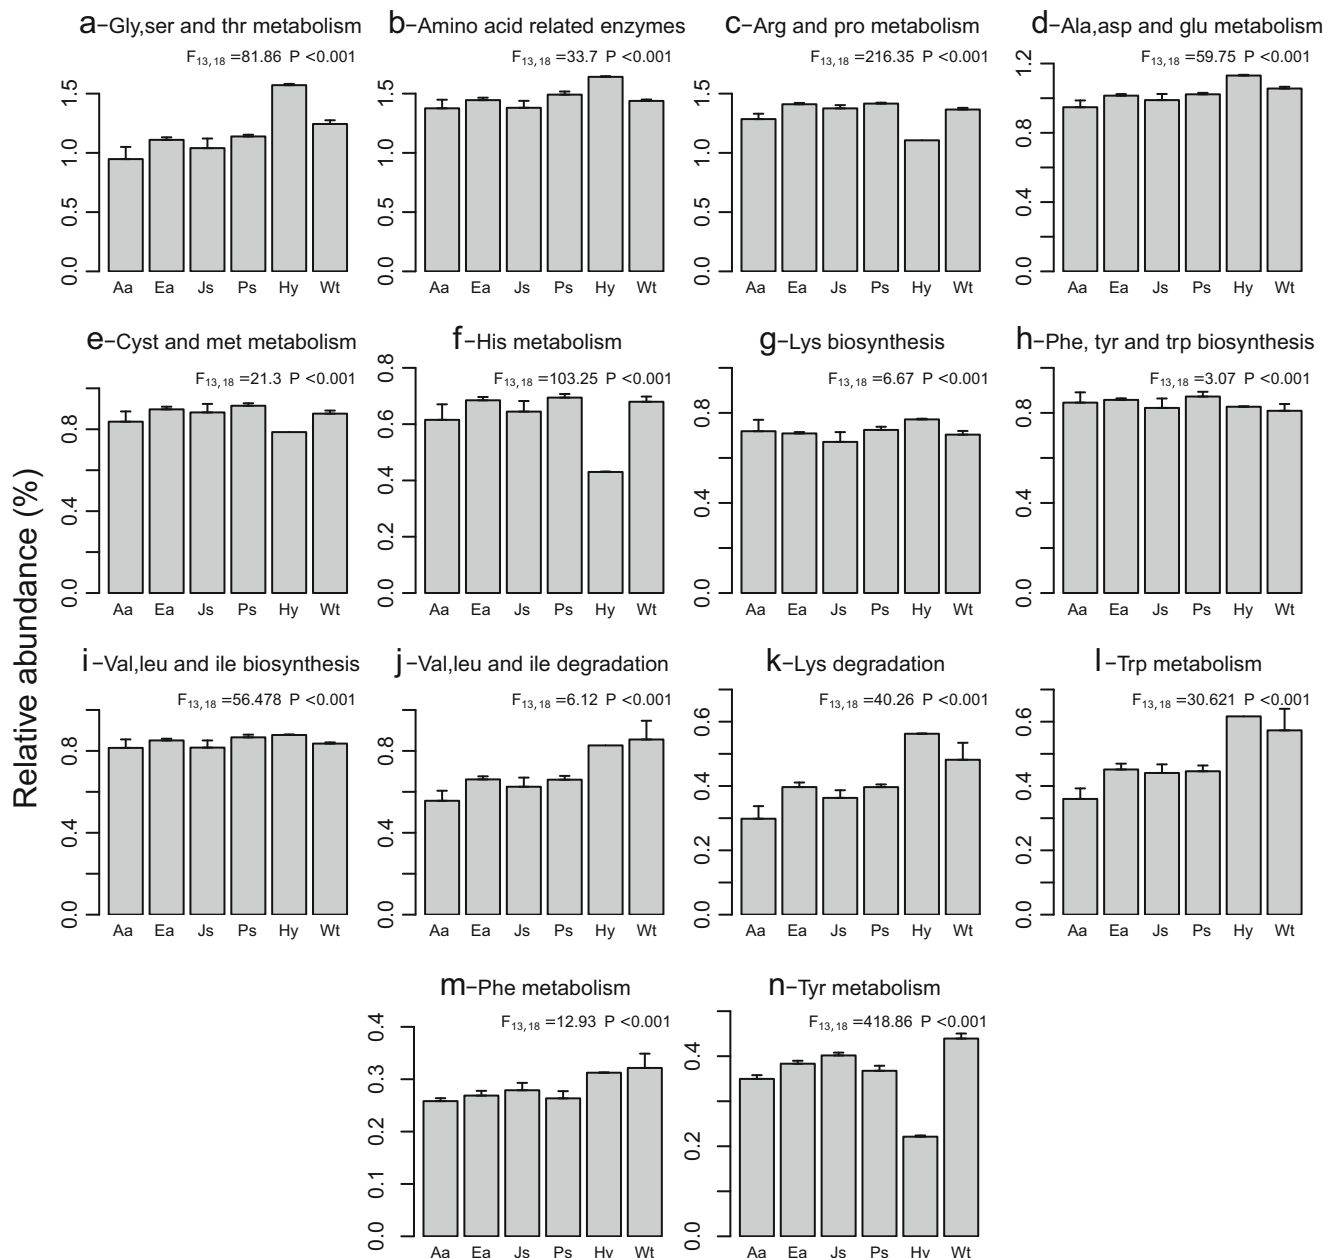 a−Gly,ser and thr metabolism
F13, 18 =81.86 P <0.001
0.0 0.5 1.0 1.5
Aa Ea Js Ps Hy Wt
b−Amino acid related enzymes
F13, 18 =33.7 P <0.001
0.0 0.5 1.0 1.5
Aa Ea Js Ps Hy Wt
c−Arg and pro metabolism
F13, 18 =216.35 P <0.001
0.0 0.5 1.0 1.5
Aa Ea Js Ps Hy Wt
d−Ala,asp and glu metabolism
F13, 18 =59.75 P <0.001
0.0 0.4 0.8 1.2
Aa Ea Js Ps Hy Wt
Relative abundance (%)
e−Cyst and met metabolism
F13, 18 =21.3 P <0.001
0.0 0.4 0.8
Aa Ea Js Ps Hy Wt
f−His metabolism
F13, 18 =103.25 P <0.001
0.0 0.2 0.4 0.6 0.8
Aa Ea Js Ps Hy Wt
g−Lys biosynthesis
F13, 18 =6.67 P <0.001
0.0 0.4 0.8
Aa Ea Js Ps Hy Wt
h−Phe, tyr and trp biosynthesis
F13, 18 =3.07 P <0.001
0.0 0.4 0.8
Aa Ea Js Ps Hy Wt
i−Val,leu and ile biosynthesis
F13, 18 =56.478 P <0.001
0.0 0.4 0.8
Aa Ea Js Ps Hy Wt
j−Val,leu and ile degradation
F13, 18 =6.12 P <0.001
0.0 0.4 0.8
Aa Ea Js Ps Hy Wt
k−Lys degradation
F13, 18 =40.26 P <0.001
0.0 0.2 0.4 0.6
Aa Ea Js Ps Hy Wt
l−Trp metabolism
F13, 18 =30.621 P <0.001
0.0 0.2 0.4 0.6
Aa Ea Js Ps Hy Wt
m−Phe metabolism
F13, 18 =12.93 P <0.001
0.0 0.1 0.2 0.3 0.4
Aa Ea Js Ps Hy Wt
n−Tyr metabolism
F13, 18 =418.86 P <0.001
0.0 0.2 0.4
Aa Ea Js Ps Hy Wt